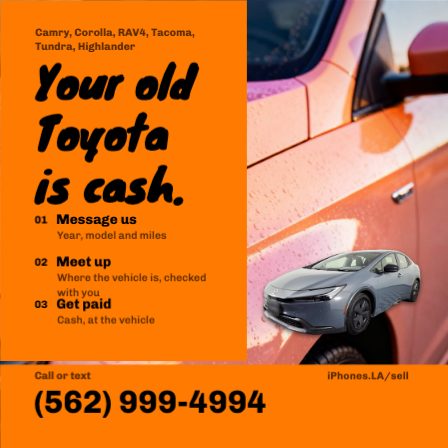 Camry, Corolla, RAV4, Tacoma,
Tundra, Highlander
Your old
Toyota
is cash.
01 Message us
Year, model and miles
02 Meet up
Where the vehicle is, checked
with you
03 Get paid
Cash, at the vehicle
Call or text
iPhones.LA/sell
(562) 999-4994